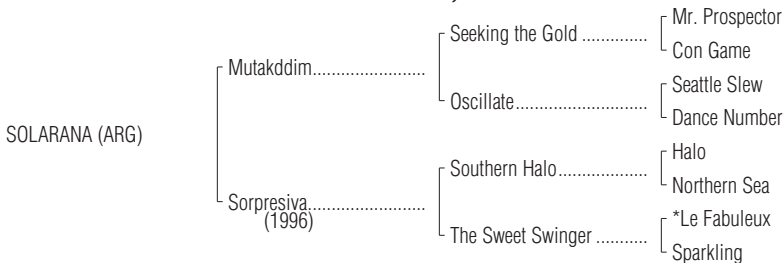 Mr. Prospector
Seeking the Gold ..............
Con Game
Mutakddim........................
Seattle Slew
Oscillate............................
Dance Number
SOLARANA (ARG)
Halo
Southern Halo...................
Northern Sea
Sorpresiva.........................
(1996)
*Le Fabuleux
The Sweet Swinger ...........
Sparkling